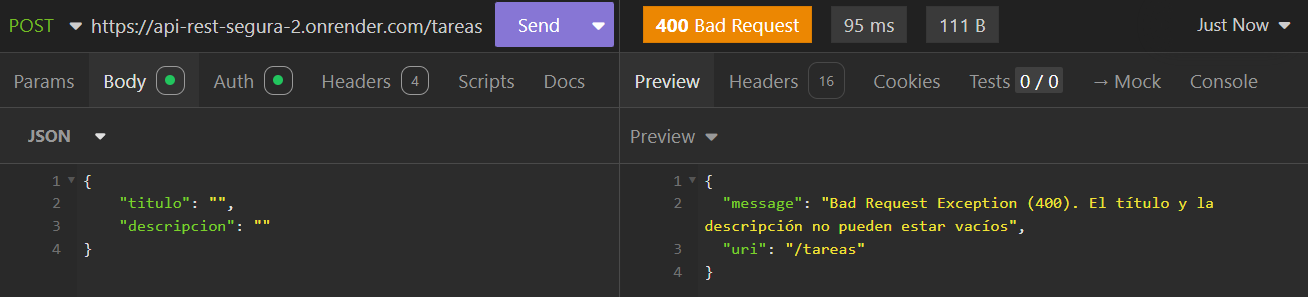 POST https://api-rest-segura-2.onrender.com/tareas Send 400 Bad Request 95 ms 111 B Just Now
Params Body Auth Headers 4 Scripts Docs Preview Headers 16 Cookies Tests 0 / 0 → Mock Console
JSON Preview
1 {
2 "titulo": "",
3 "descripcion": ""
4 }
1 {
2 "message": "Bad Request Exception (400). El título y la
descripción no pueden estar vacíos",
3 "uri": "/tareas"
4 }